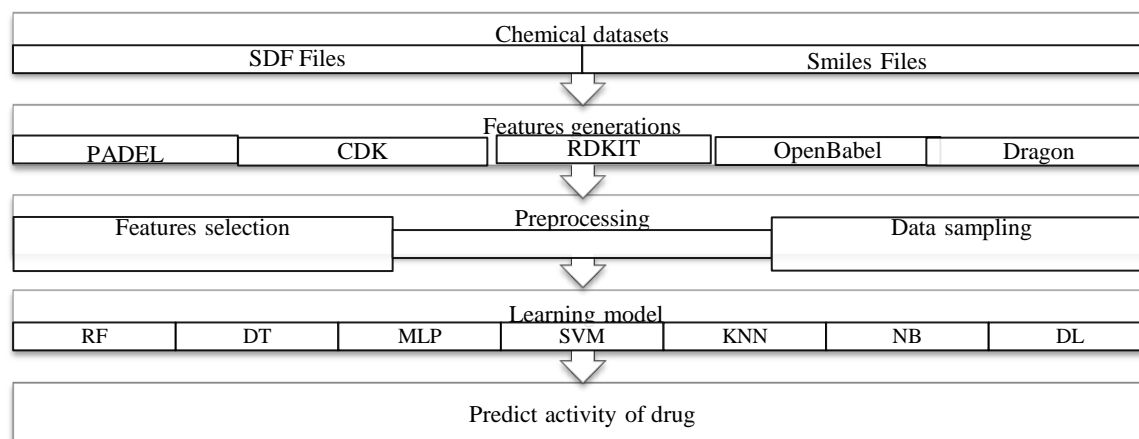 Chemical datasets
SDF Files Smiles Files
Features generations
PADEL CDK RDKIT OpenBabel Dragon
Preprocessing
Features selection Data sampling
Learning model
RF DT MLP SVM KNN NB DL
Predict activity of drug